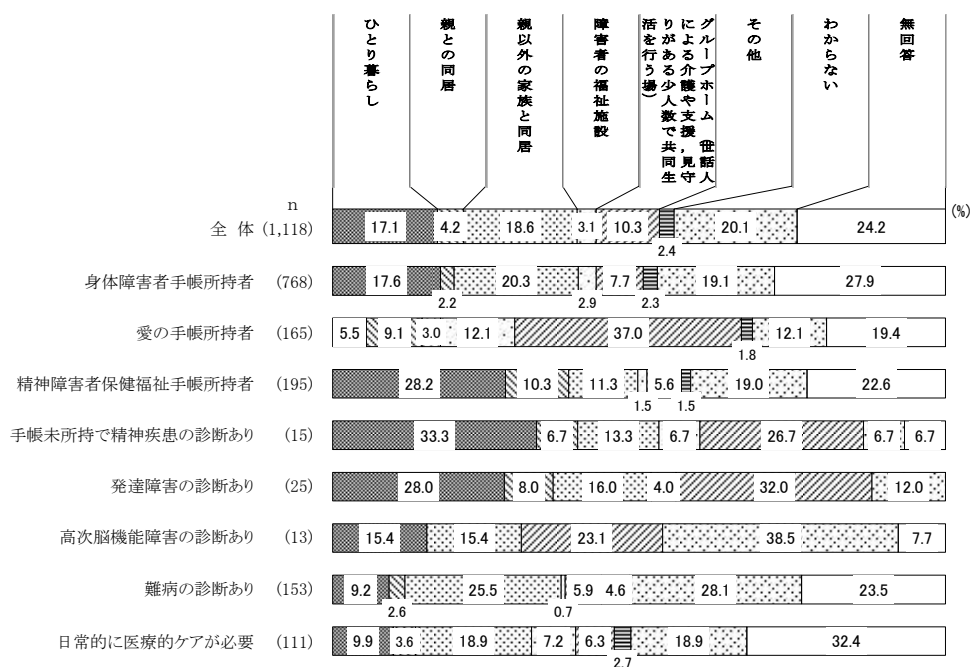 ひとり暮らし
親との同居
親以外の家族と同居
障害者の福祉施設
グループホーム（世話人
による介護や支援，見守
りがある少人数で共同生
活を行う場）
その他
わからない
無回答
(%)
n
全 体 (1,118) 17.1 4.2 18.6 3.1 10.3 2.4 20.1 24.2
身体障害者手帳所持者 (768) 17.6 2.2 20.3 2.9 7.7 2.3 19.1 27.9
愛の手帳所持者 (165) 5.5 9.1 3.0 12.1 37.0 1.8 12.1 19.4
精神障害者保健福祉手帳所持者 (195) 28.2 10.3 11.3 1.5 5.6 1.5 19.0 22.6
手帳未所持で精神疾患の診断あり (15) 33.3 6.7 13.3 6.7 26.7 6.7 6.7
発達障害の診断あり (25) 28.0 8.0 16.0 4.0 32.0 12.0
高次脳機能障害の診断あり (13) 15.4 15.4 23.1 38.5 7.7
難病の診断あり (153) 9.2 2.6 25.5 0.7 5.9 4.6 28.1 23.5
日常的に医療的ケアが必要 (111) 9.9 3.6 18.9 7.2 6.3 2.7 18.9 32.4